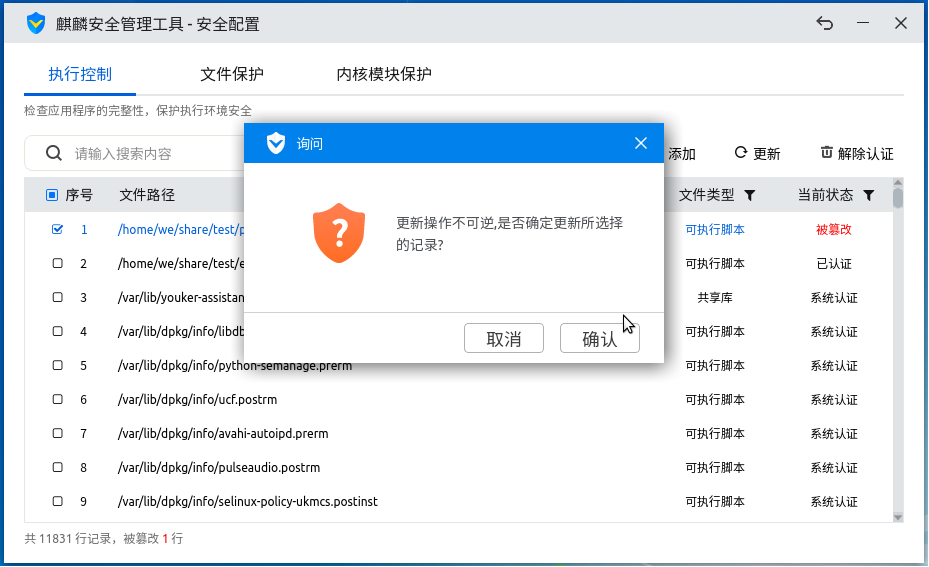 麒麟安全管理工具 - 安全配置
执行控制 文件保护 内核模块保护
检查应用程序的完整性，保护执行环境安全
请输入搜索内容 添加 更新 解除认证
询问
序号 文件路径 文件类型 当前状态
1 /home/we/share/test/ 可执行脚本 被篡改
更新操作不可逆,是否确定更新所选择
的记录?
2 /home/we/share/test/ 可执行脚本 已认证
3 /var/lib/youker-assistan 共享库 系统认证
4 /var/lib/dpkg/info/libdb 可执行脚本 系统认证
取消 确认
5 /var/lib/dpkg/info/python-semanage.prerm 可执行脚本 系统认证
6 /var/lib/dpkg/info/ucf.postrm 可执行脚本 系统认证
7 /var/lib/dpkg/info/avahi-autoipd.prerm 可执行脚本 系统认证
8 /var/lib/dpkg/info/pulseaudio.postrm 可执行脚本 系统认证
9 /var/lib/dpkg/info/selinux-policy-ukmcs.postinst 可执行脚本 系统认证
共 11831 行记录，被篡改 1 行